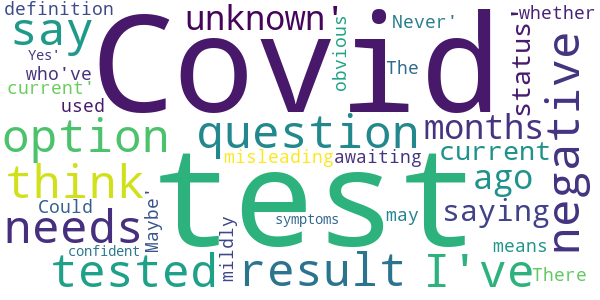 definition
say
unknown'
Covid
obvious
Never'
-whether
status
Yes'
who've
current'
used
The
option
question
months
negative
misleading
awaiting
current
think
test
ago
Could
Maybe'
needs
symptoms
may
saying
mildly
confident
tested
result
I've
means
There